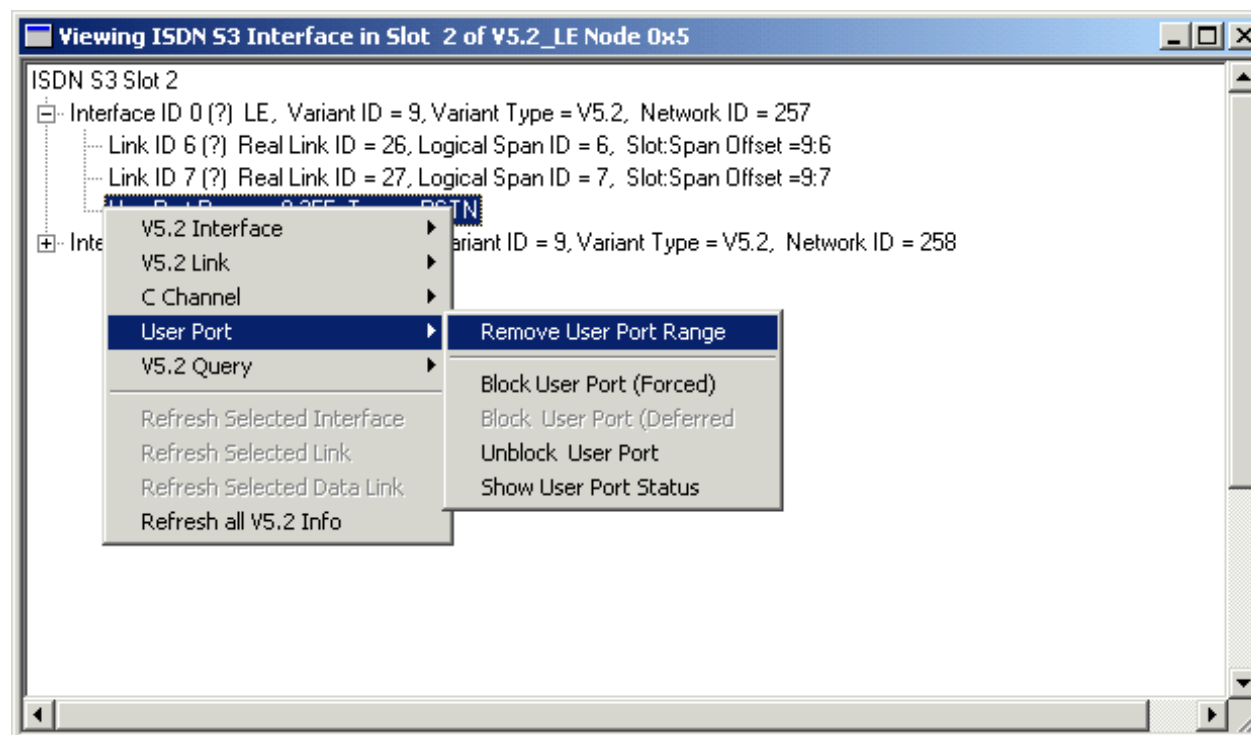 Viewing ISDN S3 Interface in Slot 2 of V5.2_LE Node 0x5
ISDN S3 Slot 2
Interface ID 0 (?) LE, Variant ID = 9, Variant Type = V5.2, Network ID = 257
Link ID 6 (?) Real Link ID = 26, Logical Span ID = 6, Slot:Span Offset =9:6
Link ID 7 (?) Real Link ID = 27, Logical Span ID = 7, Slot:Span Offset =9:7
V5.2 Interface
V5.2 Link
C Channel
User Port
V5.2 Query
Refresh Selected Interface
Refresh Selected Link
Refresh Selected Data Link
Refresh all V5.2 Info
Remove User Port Range
Block User Port (Forced)
Block User Port (Deferred
Unblock User Port
Show User Port Status
ID = 9, Variant Type = V5.2, Network ID = 258